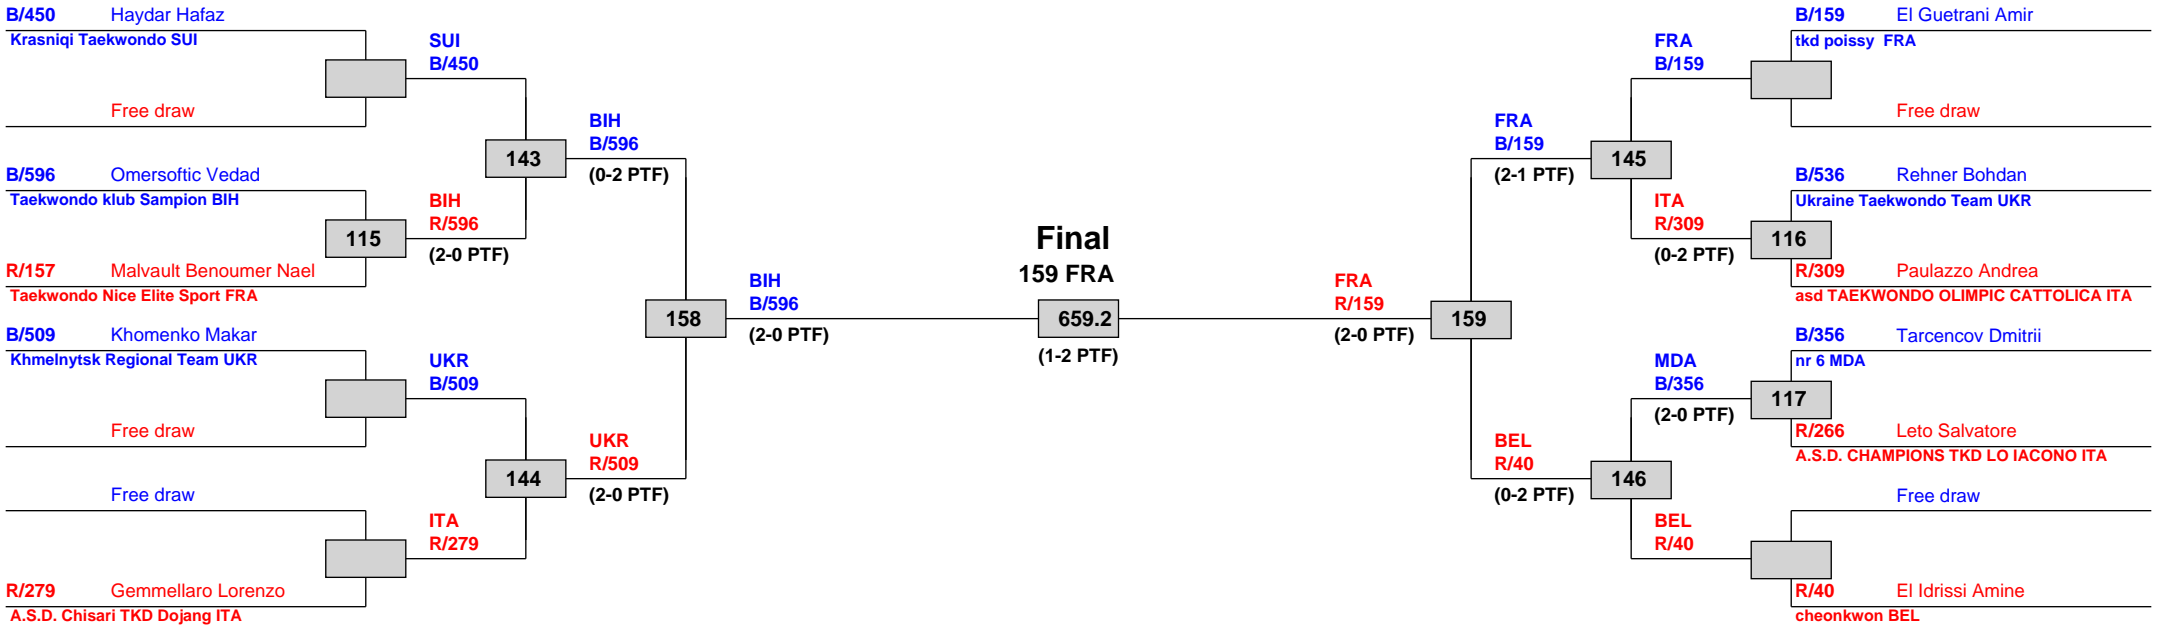 B/450 Haydar Hafaz
Krasniqi Taekwondo SUI
Free draw
B/596 Omersoftic Vedad
Taekwondo klub Sampion BIH
115
R/157 Malvault Benoumer Nael
Taekwondo Nice Elite Sport FRA
B/509 Khomenko Makar
Khmelnytsk Regional Team UKR
Free draw
Free draw
R/279 Gemmellaro Lorenzo
A.S.D. Chisari TKD Dojang ITA
SUI
B/450
143
BIH
R/596
(2-0 PTF)
UKR
B/509
144
ITA
R/279
BIH
B/596
(0-2 PTF)
158
UKR
R/509
(2-0 PTF)
BIH
B/596
(2-0 PTF)
Final
159 FRA
659.2
(1-2 PTF)
FRA
R/159
(2-0 PTF)
159
FRA
B/159
(2-1 PTF)
BEL
R/40
(0-2 PTF)
FRA
B/159
145
ITA
R/309
(0-2 PTF)
MDA
B/356
(2-0 PTF)
146
BEL
R/40
B/159 El Guetrani Amir
tkd poissy FRA
Free draw
B/536 Rehner Bohdan
Ukraine Taekwondo Team UKR
116
R/309 Paulazzo Andrea
asd TAEKWONDO OLIMPIC CATTOLICA ITA
B/356 Tarcencov Dmitrii
nr 6 MDA
117
R/266 Leto Salvatore
A.S.D. CHAMPIONS TKD LO IACONO ITA
Free draw
R/40 El Idrissi Amine
cheonkwon BEL